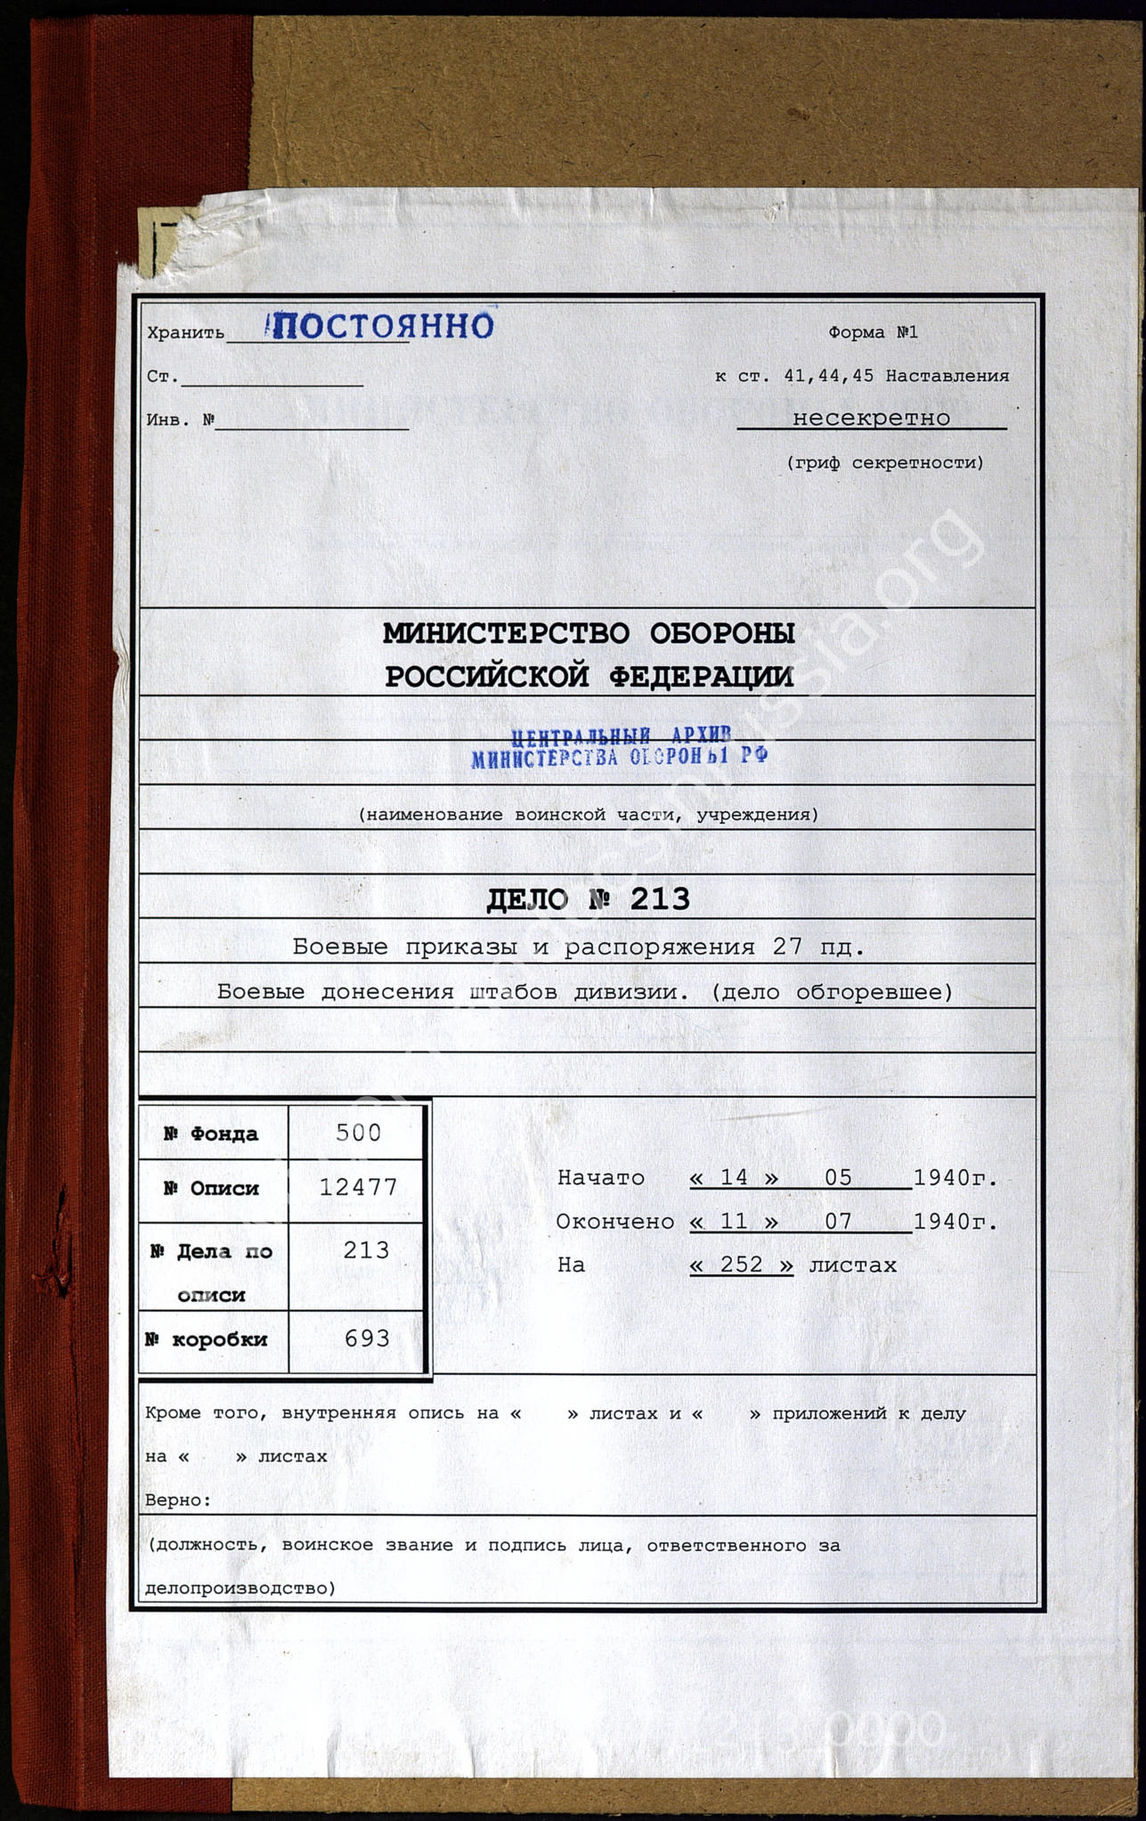 Хранить ПОСТОЯННО
Форма №1
Ст.
к ст. 41,44,45 Наставления
Инв. №
несекретно
(гриф секретности)
МИНИСТЕРСТВО ОБОРОНЫ
РОССИЙСКОЙ ФЕДЕРАЦИИ
ЦЕНТРАЛЬНЫЙ АРХИВ
МИНИСТЕРСТВА ОБОРОНЫ РФ
(наименование воинской части, учреждения)
ДЕЛО № 213
Боевые приказы и распоряжения 27 пд.
Боевые донесения штабов дивизии. (дело обгоревшее)
№ Фонда 500
№ Описи 12477
№ Дела по 213
описи
№ коробки 693
Начато « 14 » 05 1940г.
Окончено « 11 » 07 1940г.
На « 252 » листах
Кроме того, внутренняя опись на « » листах и « » приложений к делу
на « » листах
Верно:
(должность, воинское звание и подпись лица, ответственного за
делопроизводство)
213 0000